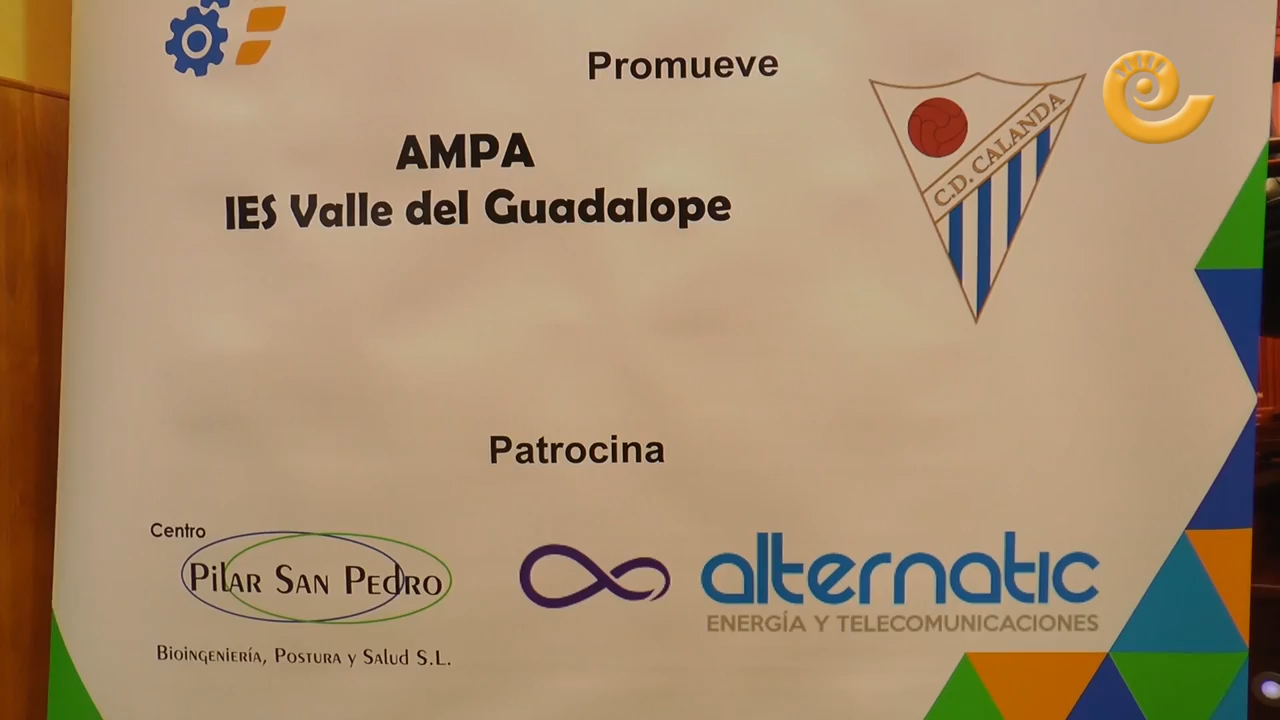 Promueve
C.D. CALANDA
AMPA
IES Valle del Guadalope
Patrocina
Centro
Pilar San Pedro
Bioingeniería, Postura y Salud S.L.
alternatic
ENERGÍA Y TELECOMUNICACIONES